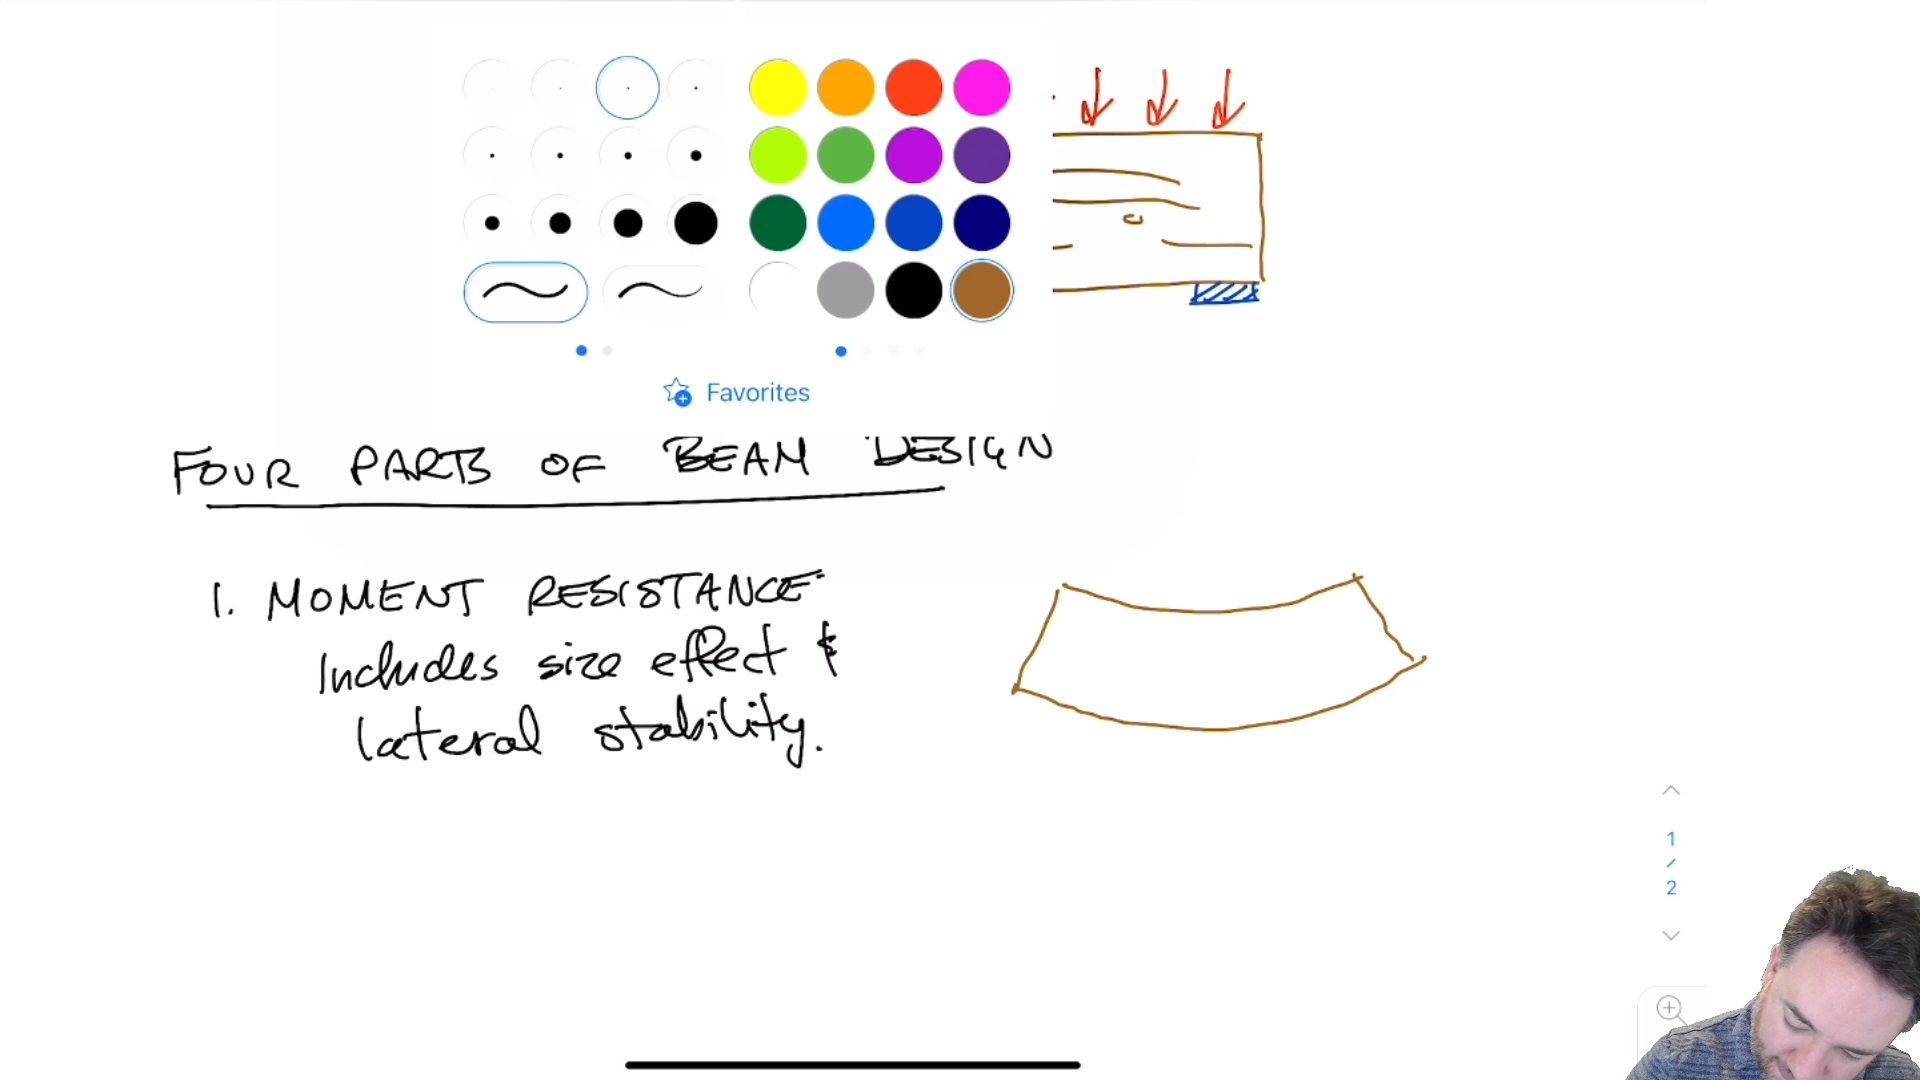 Favorites
FOUR PARTS OF BEAM DESIGN
1. MOMENT RESISTANCE
Includes size effect &
lateral stability.
1
/
2